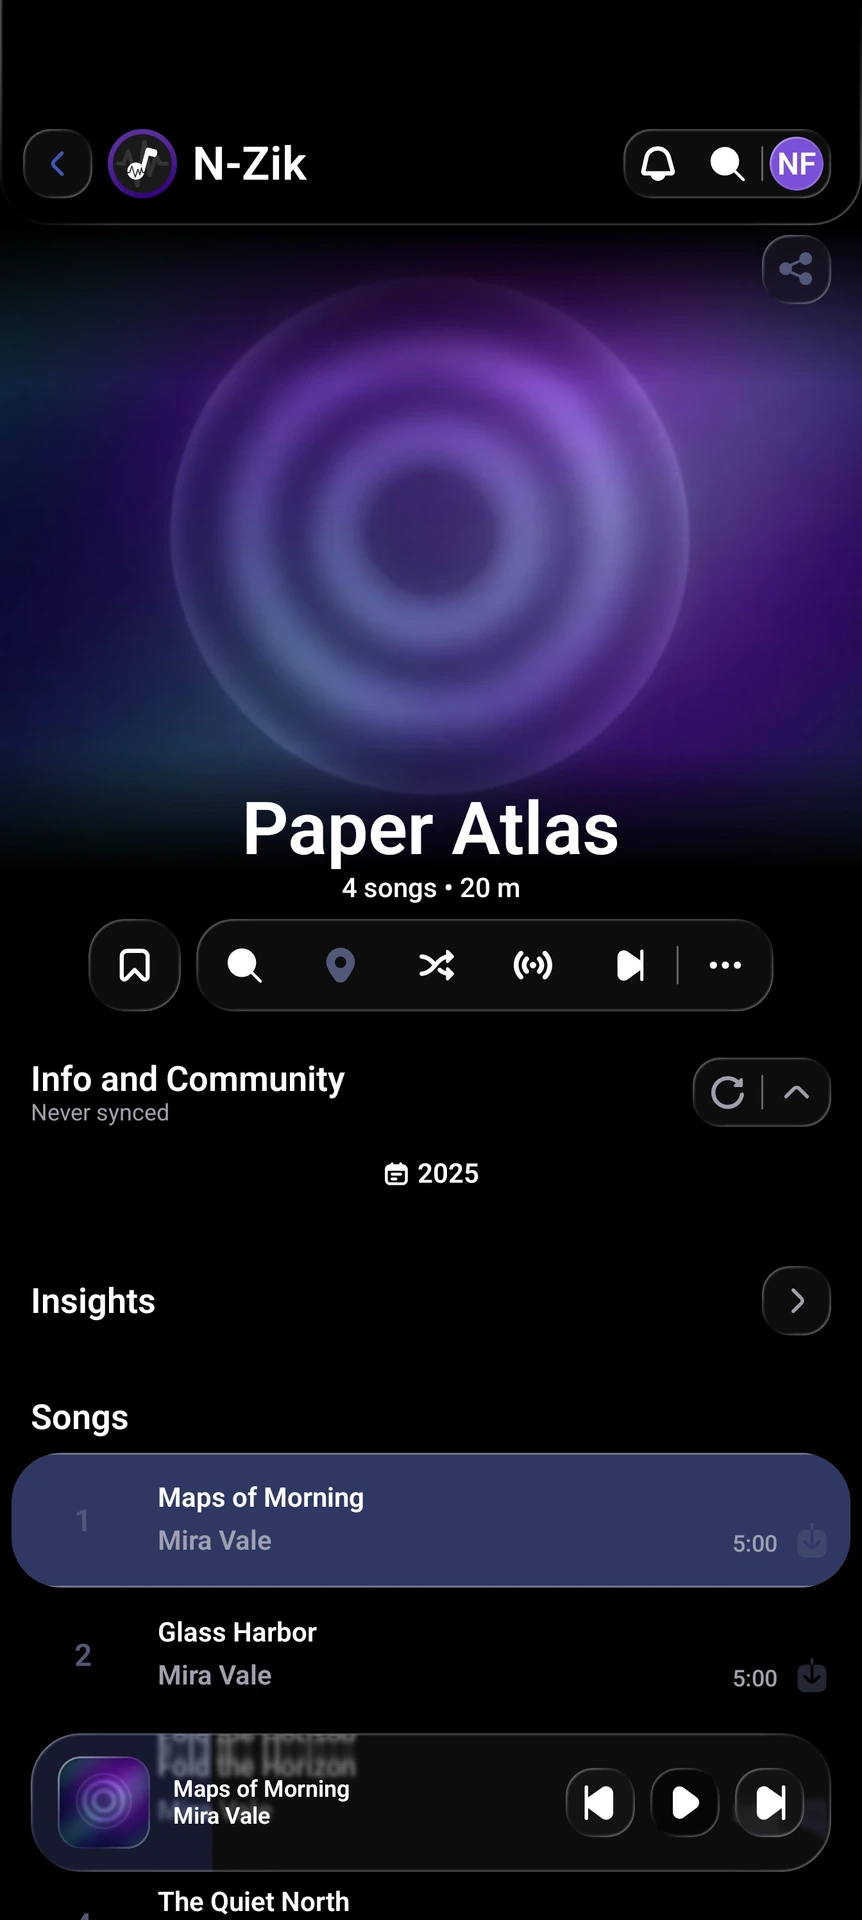 N-Zik
NF
Paper Atlas
4 songs • 20 m
Info and Community
Never synced
2025
Insights
Songs
1
Maps of Morning
Mira Vale
5:00
2
Glass Harbor
Mira Vale
5:00
Fold the Horizon
Maps of Morning
Mira Vale
The Quiet North